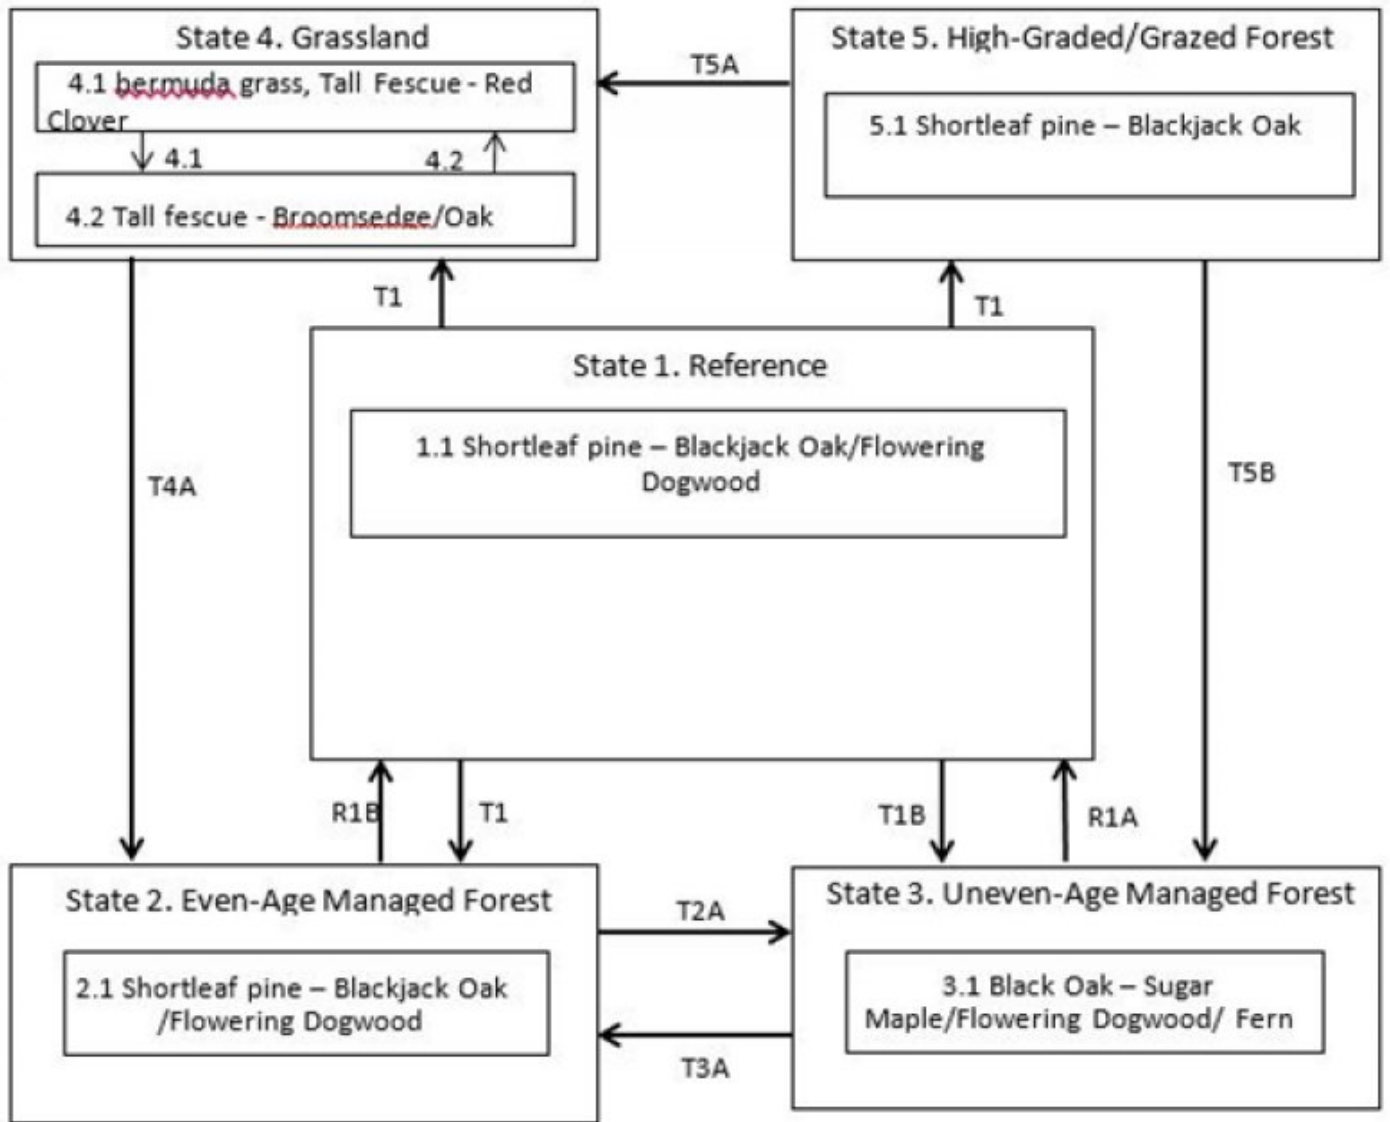 State 4. Grassland
4.1 bermuda grass, Tall Fescue - Red
Clover
4.1
4.2
4.2 Tall fescue - Broomsedge/Oak
T5A
State 5. High-Graded/Grazed Forest
5.1 Shortleaf pine – Blackjack Oak
T1
T1
State 1. Reference
1.1 Shortleaf pine – Blackjack Oak/Flowering
Dogwood
T4A
T5B
R1B
T1
T1B
R1A
State 2. Even-Age Managed Forest
2.1 Shortleaf pine – Blackjack Oak
/Flowering Dogwood
T2A
T3A
State 3. Uneven-Age Managed Forest
3.1 Black Oak – Sugar
Maple/Flowering Dogwood/ Fern